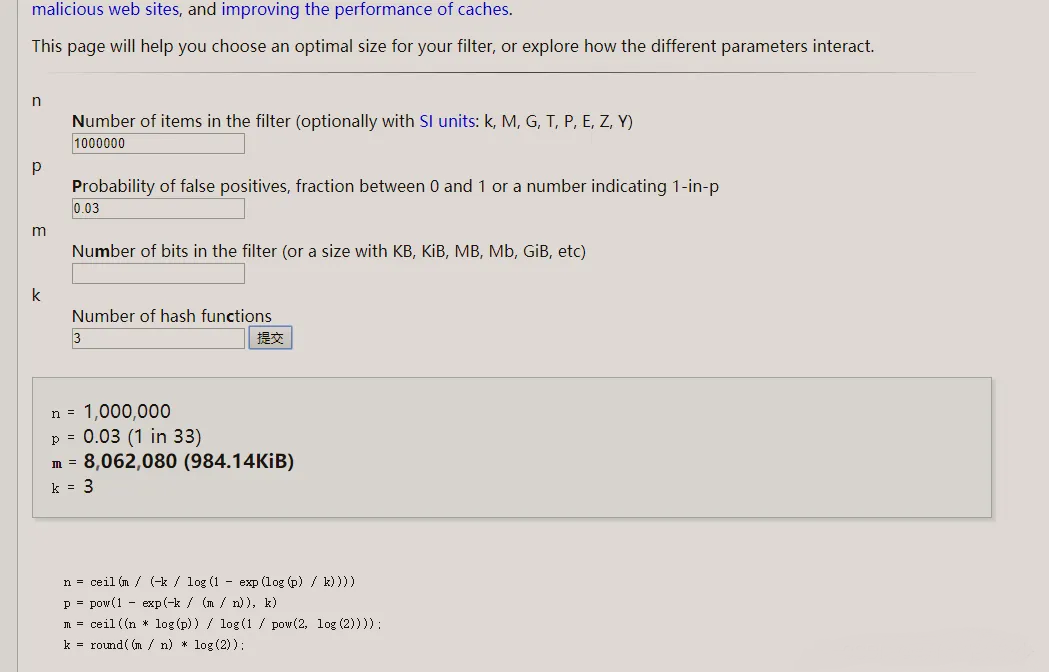 malicious web sites, and improving the performance of caches.
This page will help you choose an optimal size for your filter, or explore how the different parameters interact.
n
Number of items in the filter (optionally with SI units: k, M, G, T, P, E, Z, Y)
1000000
p
Probability of false positives, fraction between 0 and 1 or a number indicating 1-in-p
0.03
m
Number of bits in the filter (or a size with KB, KiB, MB, Mb, GiB, etc)
k
Number of hash functions
3 提交
n = 1,000,000
p = 0.03 (1 in 33)
m = 8,062,080 (984.14KiB)
k = 3
n = ceil(m / (-k / log(1 - exp(log(p) / k))))
p = pow(1 - exp(-k / (m / n)), k)
m = ceil((n * log(p)) / log(1 / pow(2, log(2))));
k = round((m / n) * log(2));